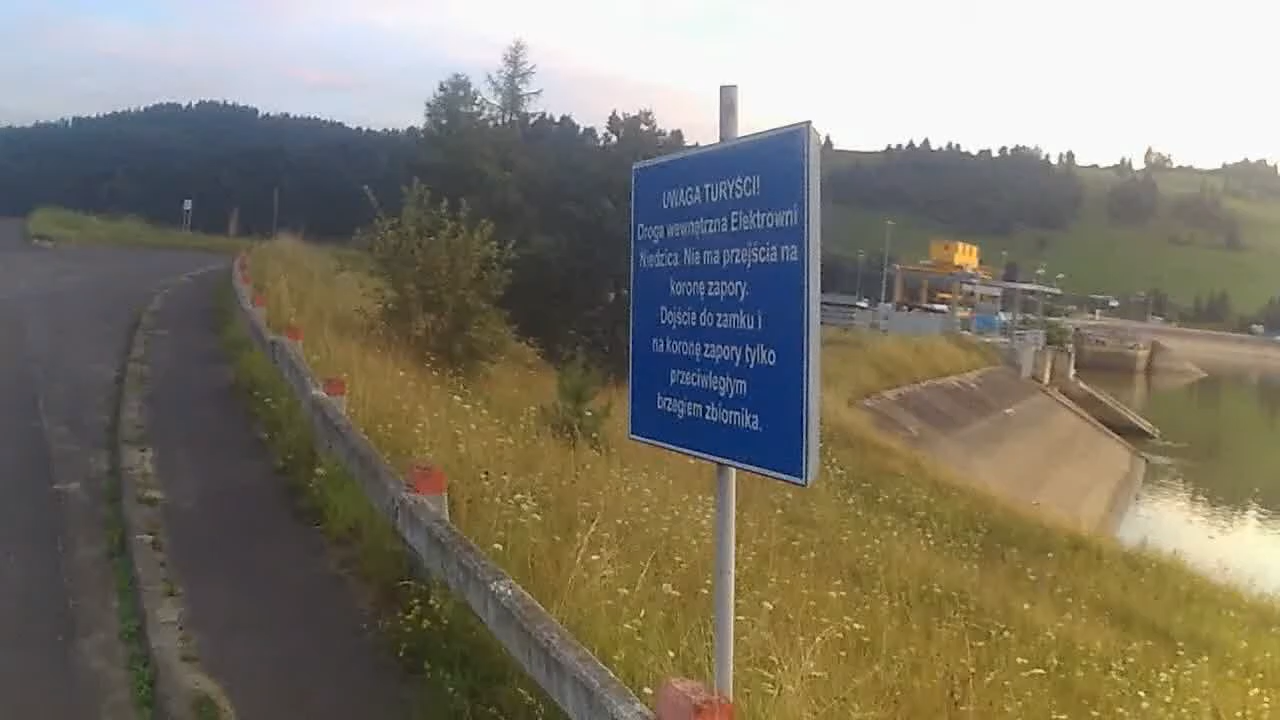 UWAGA TURYŚCI!
Droga wewnętrzna Elektrowni
Niedzica. Nie ma przejścia na
koronę zapory.
Dojście do zamku i
na koronę zapory tylko
przeciwległym
brzegiem zbiornika.